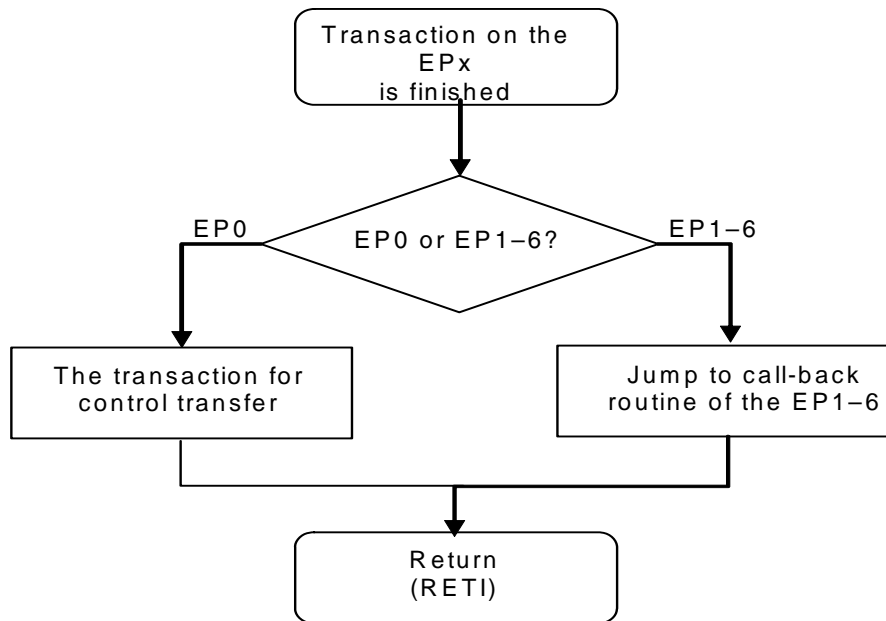 Transaction on the
EPx
is finished
EP0 or EP1–6?
EP0
EP1–6
The transaction for
control transfer
Jump to call-back
routine of the EP1–6
Return
(RETI)